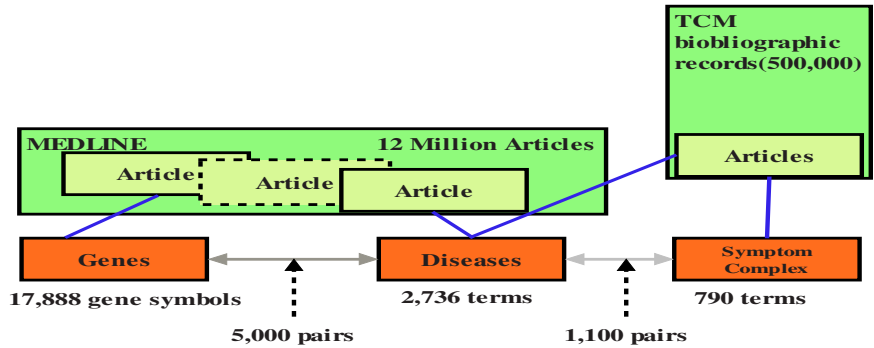 TCM
biobliographic
records(500,000)
MEDLINE 12 Million Articles
Article
Article
Article
Articles
Genes
Diseases
Symptom
Complex
17,888 gene symbols
2,736 terms
790 terms
5,000 pairs
1,100 pairs